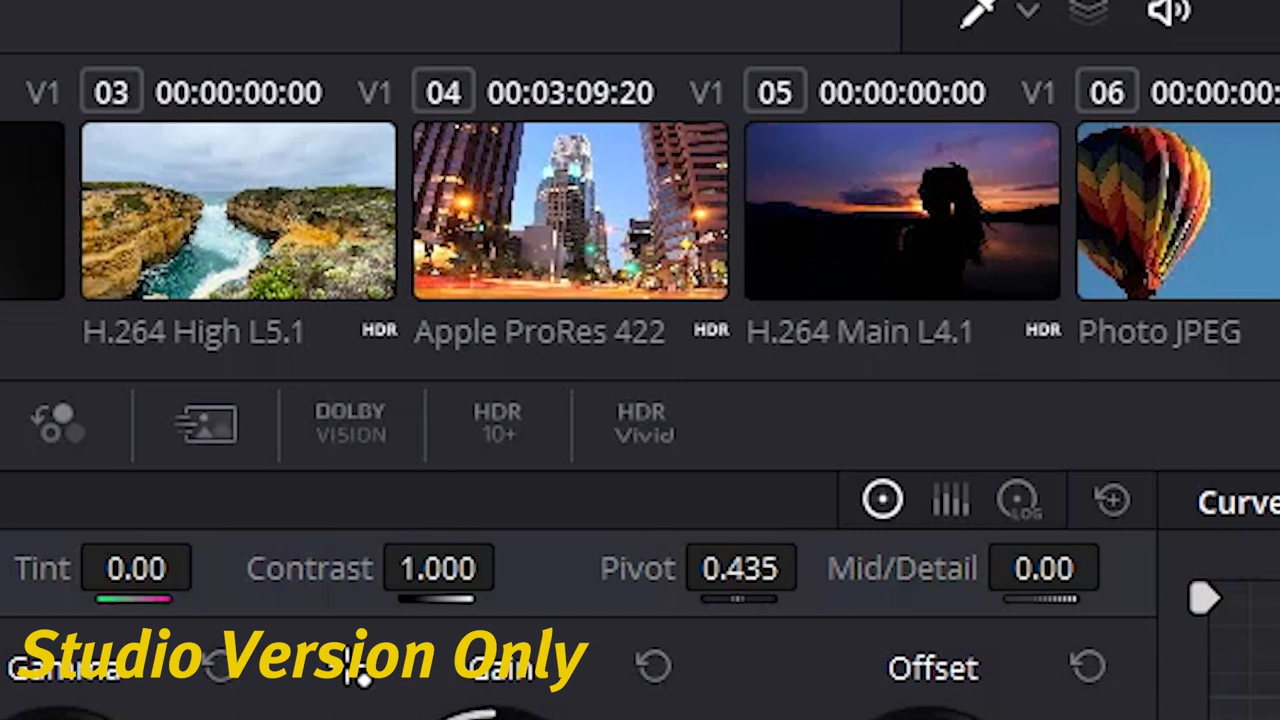 V1 03 00:00:00:00 V1 04 00:03:09:20 V1 05 00:00:00:00 V1 06 00:00:00:
H.264 High L5.1 HDR Apple ProRes 422 HDR H.264 Main L4.1 HDR Photo JPEG
DOLBY VISION
HDR 10+
HDR Vivid
LOG
Curve
Tint 0.00 Contrast 1.000 Pivot 0.435 Mid/Detail 0.00
Studio Version Only
Gamma Gain Offset